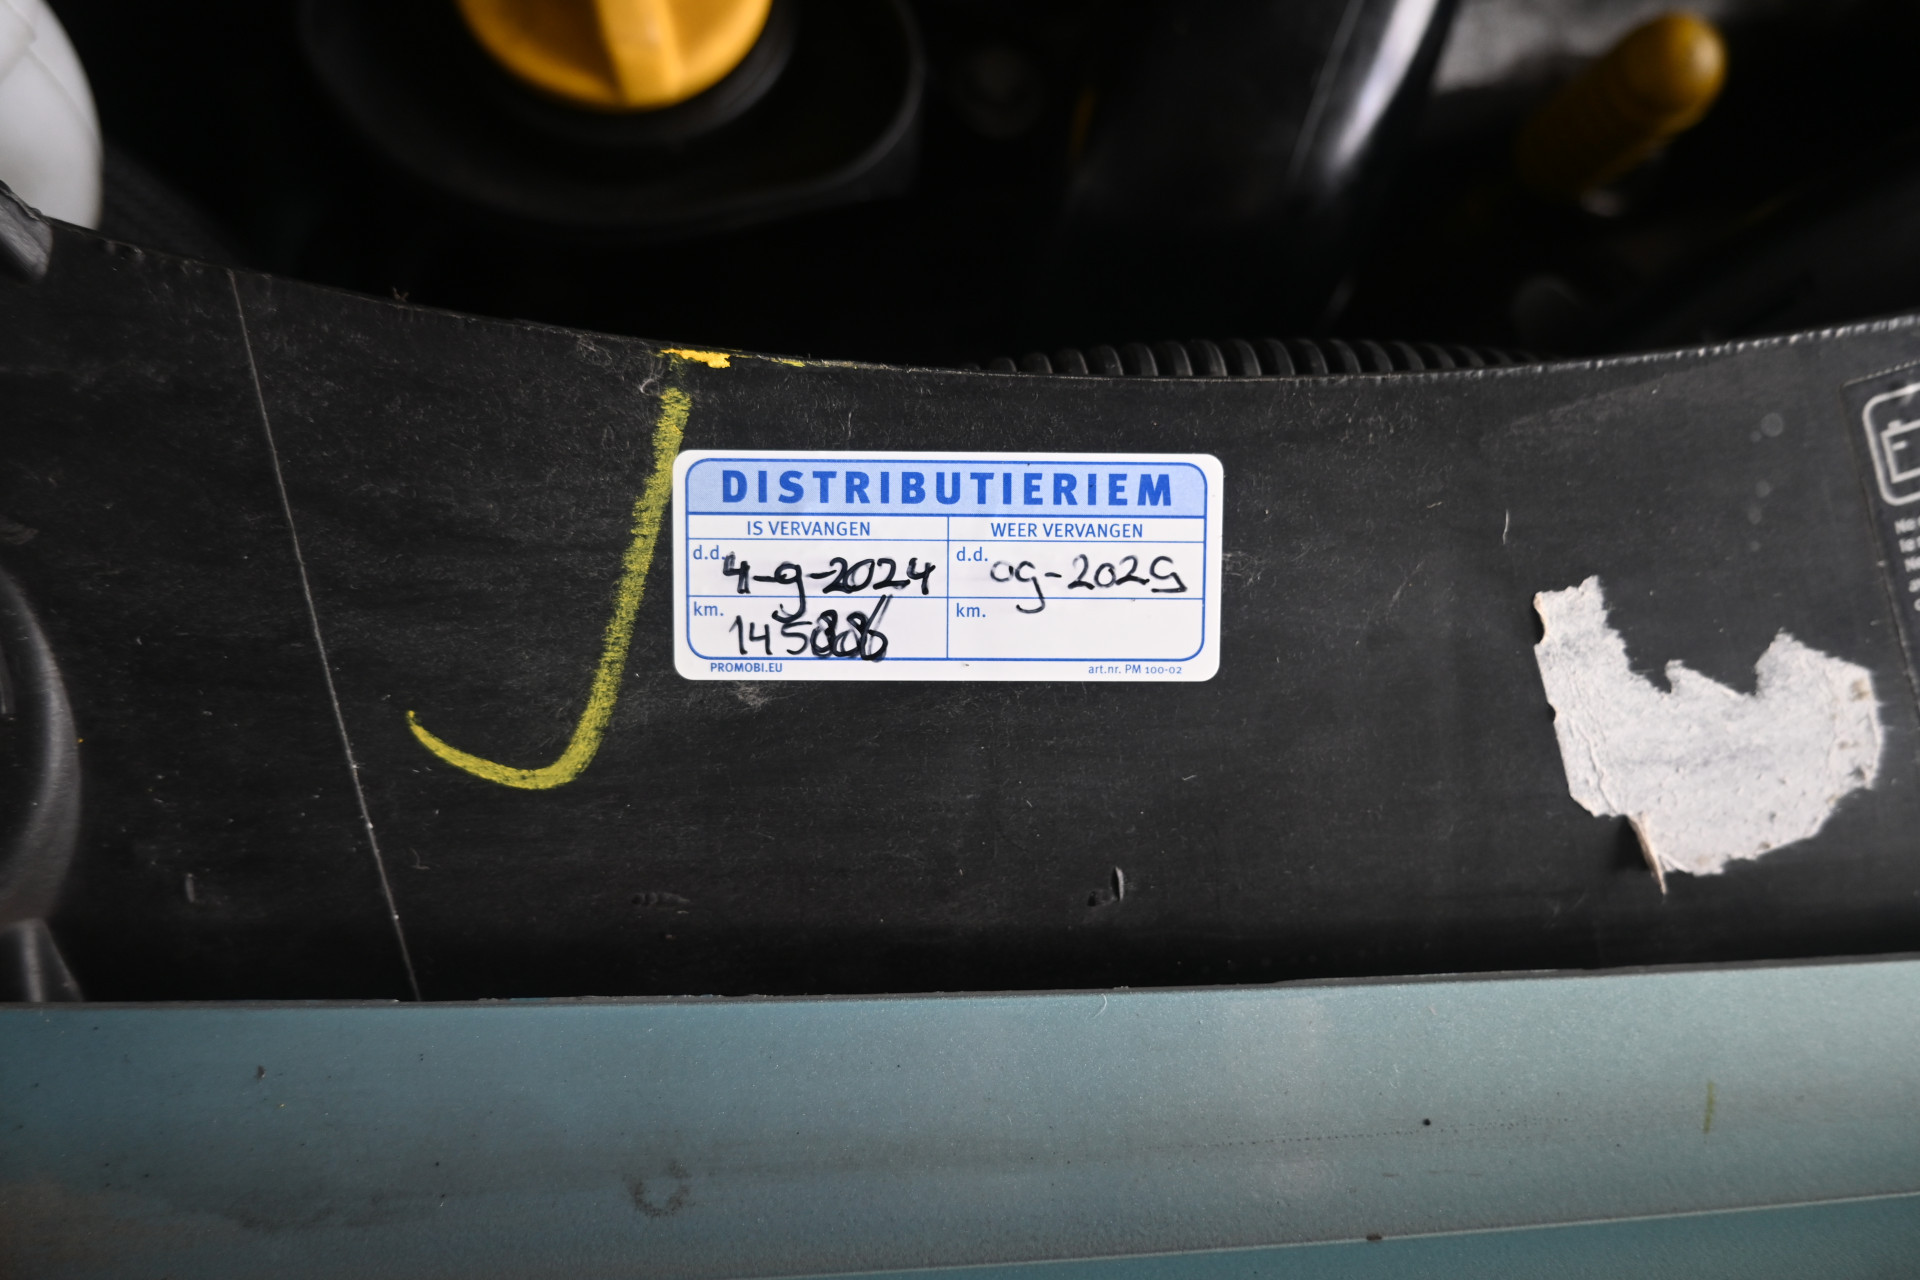 DISTRIBUTIERIEM
IS VERVANGEN WEER VERVANGEN
d.d. 4-9-2024 d.d. 09-2029
km. km.
PROMOBI.EU art.nr. PM 100-02